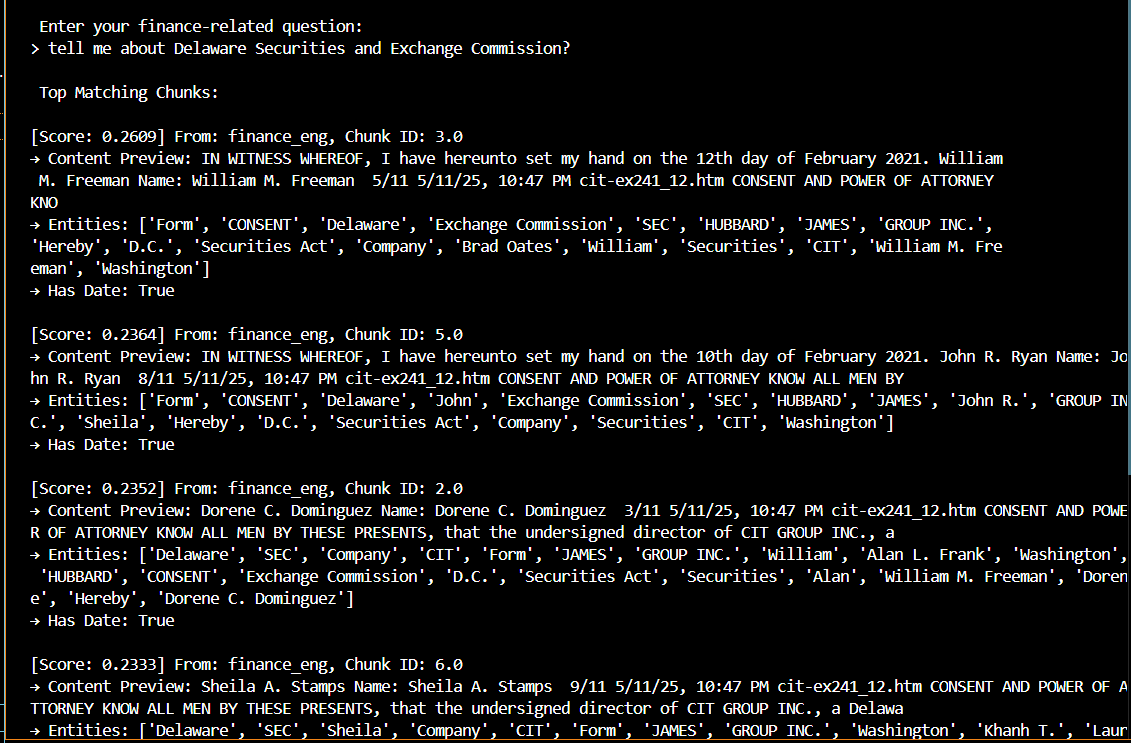 Enter your finance-related question:
> tell me about Delaware Securities and Exchange Commission?
Top Matching Chunks:
[Score: 0.2609] From: finance_eng, Chunk ID: 3.0
→ Content Preview: IN WITNESS WHEREOF, I have hereunto set my hand on the 12th day of February 2021. William
M. Freeman Name: William M. Freeman  5/11 5/11/25, 10:47 PM cit-ex241_12.htm CONSENT AND POWER OF ATTORNEY
KNO
→ Entities: ['Form', 'CONSENT', 'Delaware', 'Exchange Commission', 'SEC', 'HUBBARD', 'JAMES', 'GROUP INC.',
'Hereby', 'D.C.', 'Securities Act', 'Company', 'Brad Oates', 'William', 'Securities', 'CIT', 'William M. Fre
eman', 'Washington']
→ Has Date: True
[Score: 0.2364] From: finance_eng, Chunk ID: 5.0
→ Content Preview: IN WITNESS WHEREOF, I have hereunto set my hand on the 10th day of February 2021. John R. Ryan Name: Jo
hn R. Ryan  8/11 5/11/25, 10:47 PM cit-ex241_12.htm CONSENT AND POWER OF ATTORNEY KNOW ALL MEN BY
→ Entities: ['Form', 'CONSENT', 'Delaware', 'John', 'Exchange Commission', 'SEC', 'HUBBARD', 'JAMES', 'John R.', 'GROUP IN
C.', 'Sheila', 'Hereby', 'D.C.', 'Securities Act', 'Company', 'Securities', 'CIT', 'Washington']
→ Has Date: True
[Score: 0.2352] From: finance_eng, Chunk ID: 2.0
→ Content Preview: Dorene C. Dominguez Name: Dorene C. Dominguez  3/11 5/11/25, 10:47 PM cit-ex241_12.htm CONSENT AND POWE
R OF ATTORNEY KNOW ALL MEN BY THESE PRESENTS, that the undersigned director of CIT GROUP INC., a
→ Entities: ['Delaware', 'SEC', 'Company', 'CIT', 'Form', 'JAMES', 'GROUP INC.', 'William', 'Alan L. Frank', 'Washington',
'HUBBARD', 'CONSENT', 'Exchange Commission', 'D.C.', 'Securities Act', 'Securities', 'Alan', 'William M. Freeman', 'Doren
e', 'Hereby', 'Dorene C. Dominguez']
→ Has Date: True
[Score: 0.2333] From: finance_eng, Chunk ID: 6.0
→ Content Preview: Sheila A. Stamps Name: Sheila A. Stamps  9/11 5/11/25, 10:47 PM cit-ex241_12.htm CONSENT AND POWER OF A
TTORNEY KNOW ALL MEN BY THESE PRESENTS, that the undersigned director of CIT GROUP INC., a Delawa
→ Entities: ['Delaware', 'SEC', 'Sheila', 'Company', 'CIT', 'Form', 'JAMES', 'GROUP INC.', 'Washington', 'Khanh T.', 'Laur